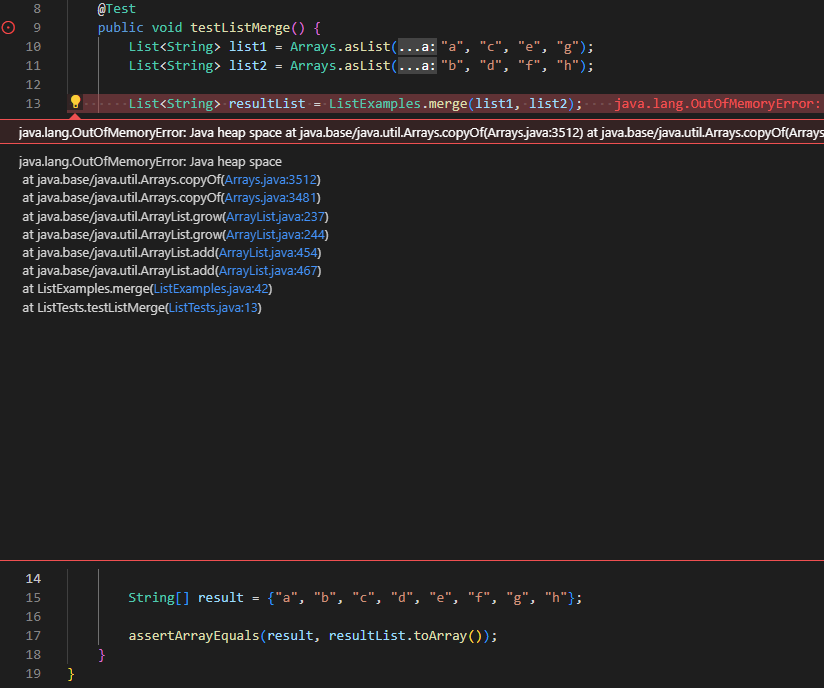 8 @Test
9 public void testListMerge() {
10 List<String> list1 = Arrays.asList(...a: "a", "c", "e", "g");
11 List<String> list2 = Arrays.asList(...a: "b", "d", "f", "h");
12
13 List<String> resultList = ListExamples.merge(list1, list2); java.lang.OutOfMemoryError:
java.lang.OutOfMemoryError: Java heap space at java.base/java.util.Arrays.copyOf(Arrays.java:3512) at java.base/java.util.Arrays.copyOf(Arrays
java.lang.OutOfMemoryError: Java heap space
at java.base/java.util.Arrays.copyOf(Arrays.java:3512)
at java.base/java.util.Arrays.copyOf(Arrays.java:3481)
at java.base/java.util.ArrayList.grow(ArrayList.java:237)
at java.base/java.util.ArrayList.grow(ArrayList.java:244)
at java.base/java.util.ArrayList.add(ArrayList.java:454)
at java.base/java.util.ArrayList.add(ArrayList.java:467)
at ListExamples.merge(ListExamples.java:42)
at ListTests.testListMerge(ListTests.java:13)
14
15 String[] result = {"a", "b", "c", "d", "e", "f", "g", "h"};
16
17 assertArrayEquals(result, resultList.toArray());
18 }
19 }